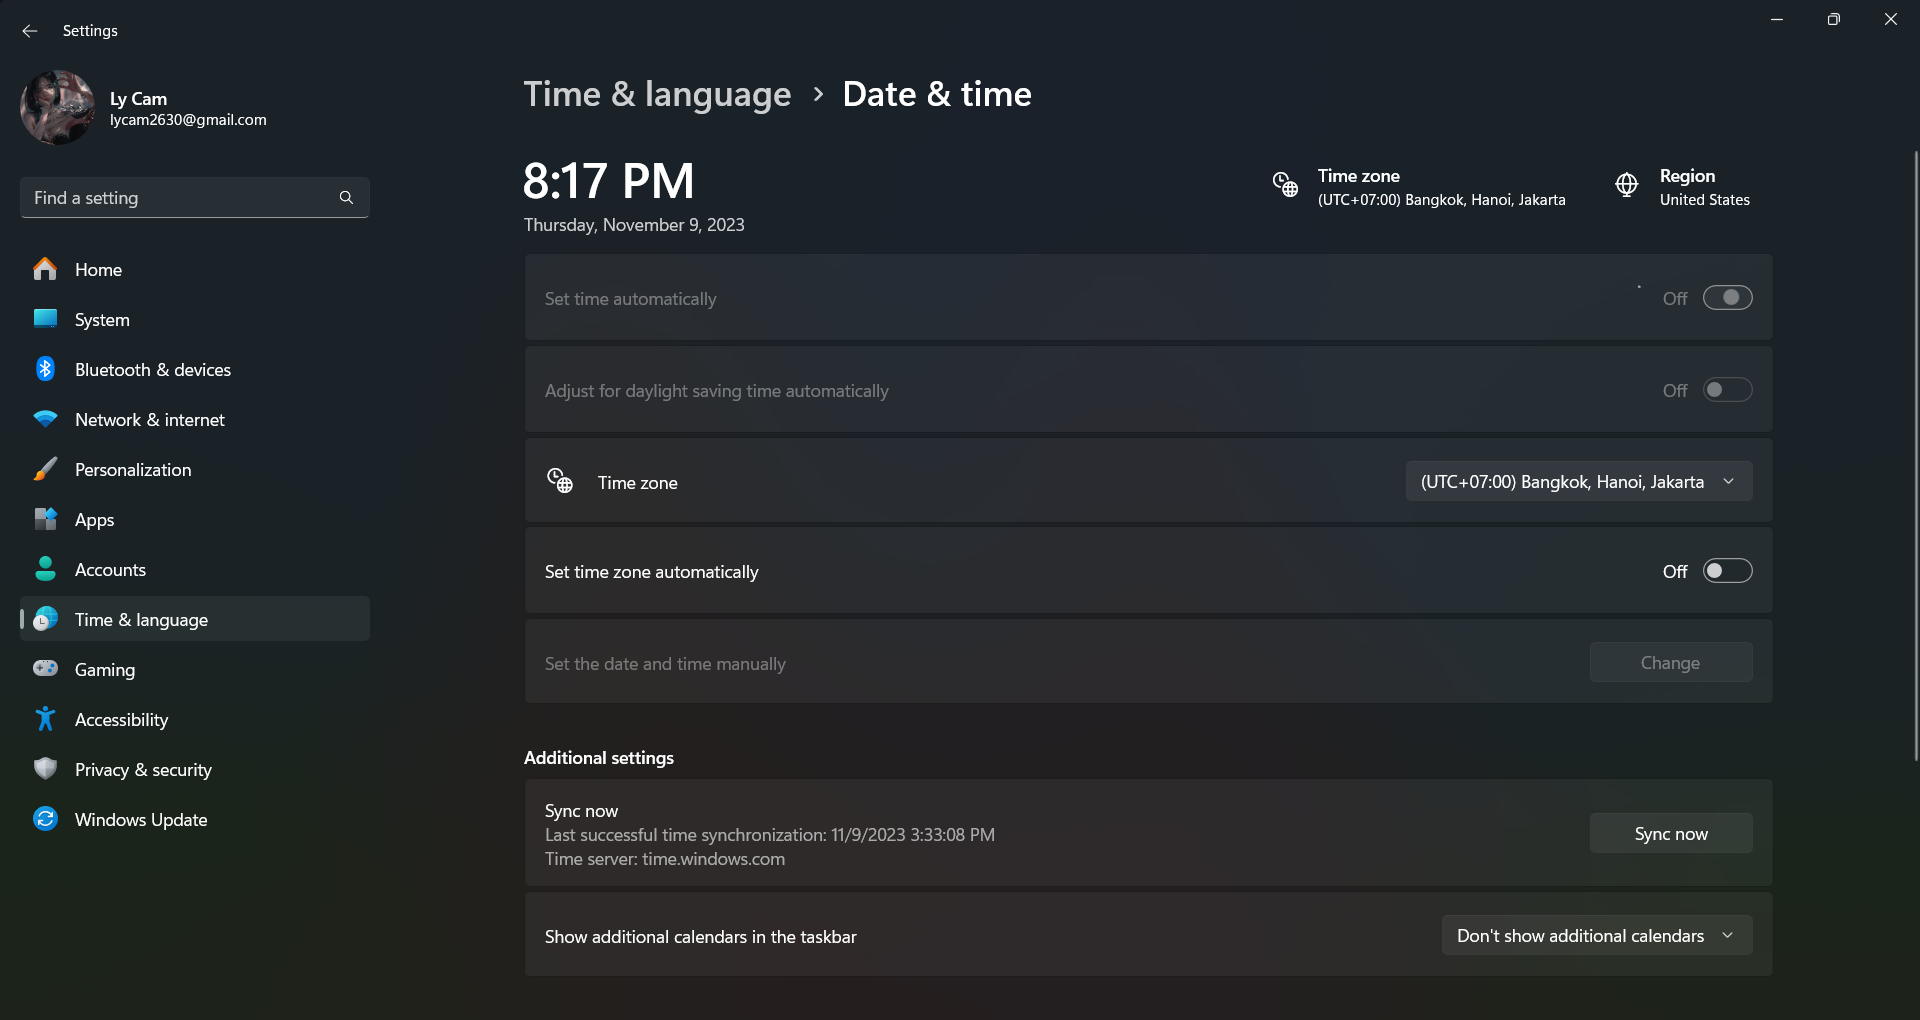 Settings
Ly Cam
lycam2630@gmail.com
Find a setting
Home
System
Bluetooth & devices
Network & internet
Personalization
Apps
Accounts
Time & language
Gaming
Accessibility
Privacy & security
Windows Update
Time & language > Date & time
8:17 PM
Thursday, November 9, 2023
Time zone
(UTC+07:00) Bangkok, Hanoi, Jakarta
Region
United States
Set time automatically Off
Adjust for daylight saving time automatically Off
Time zone (UTC+07:00) Bangkok, Hanoi, Jakarta
Set time zone automatically Off
Set the date and time manually Change
Additional settings
Sync now
Last successful time synchronization: 11/9/2023 3:33:08 PM
Time server: time.windows.com
Sync now
Show additional calendars in the taskbar Don't show additional calendars